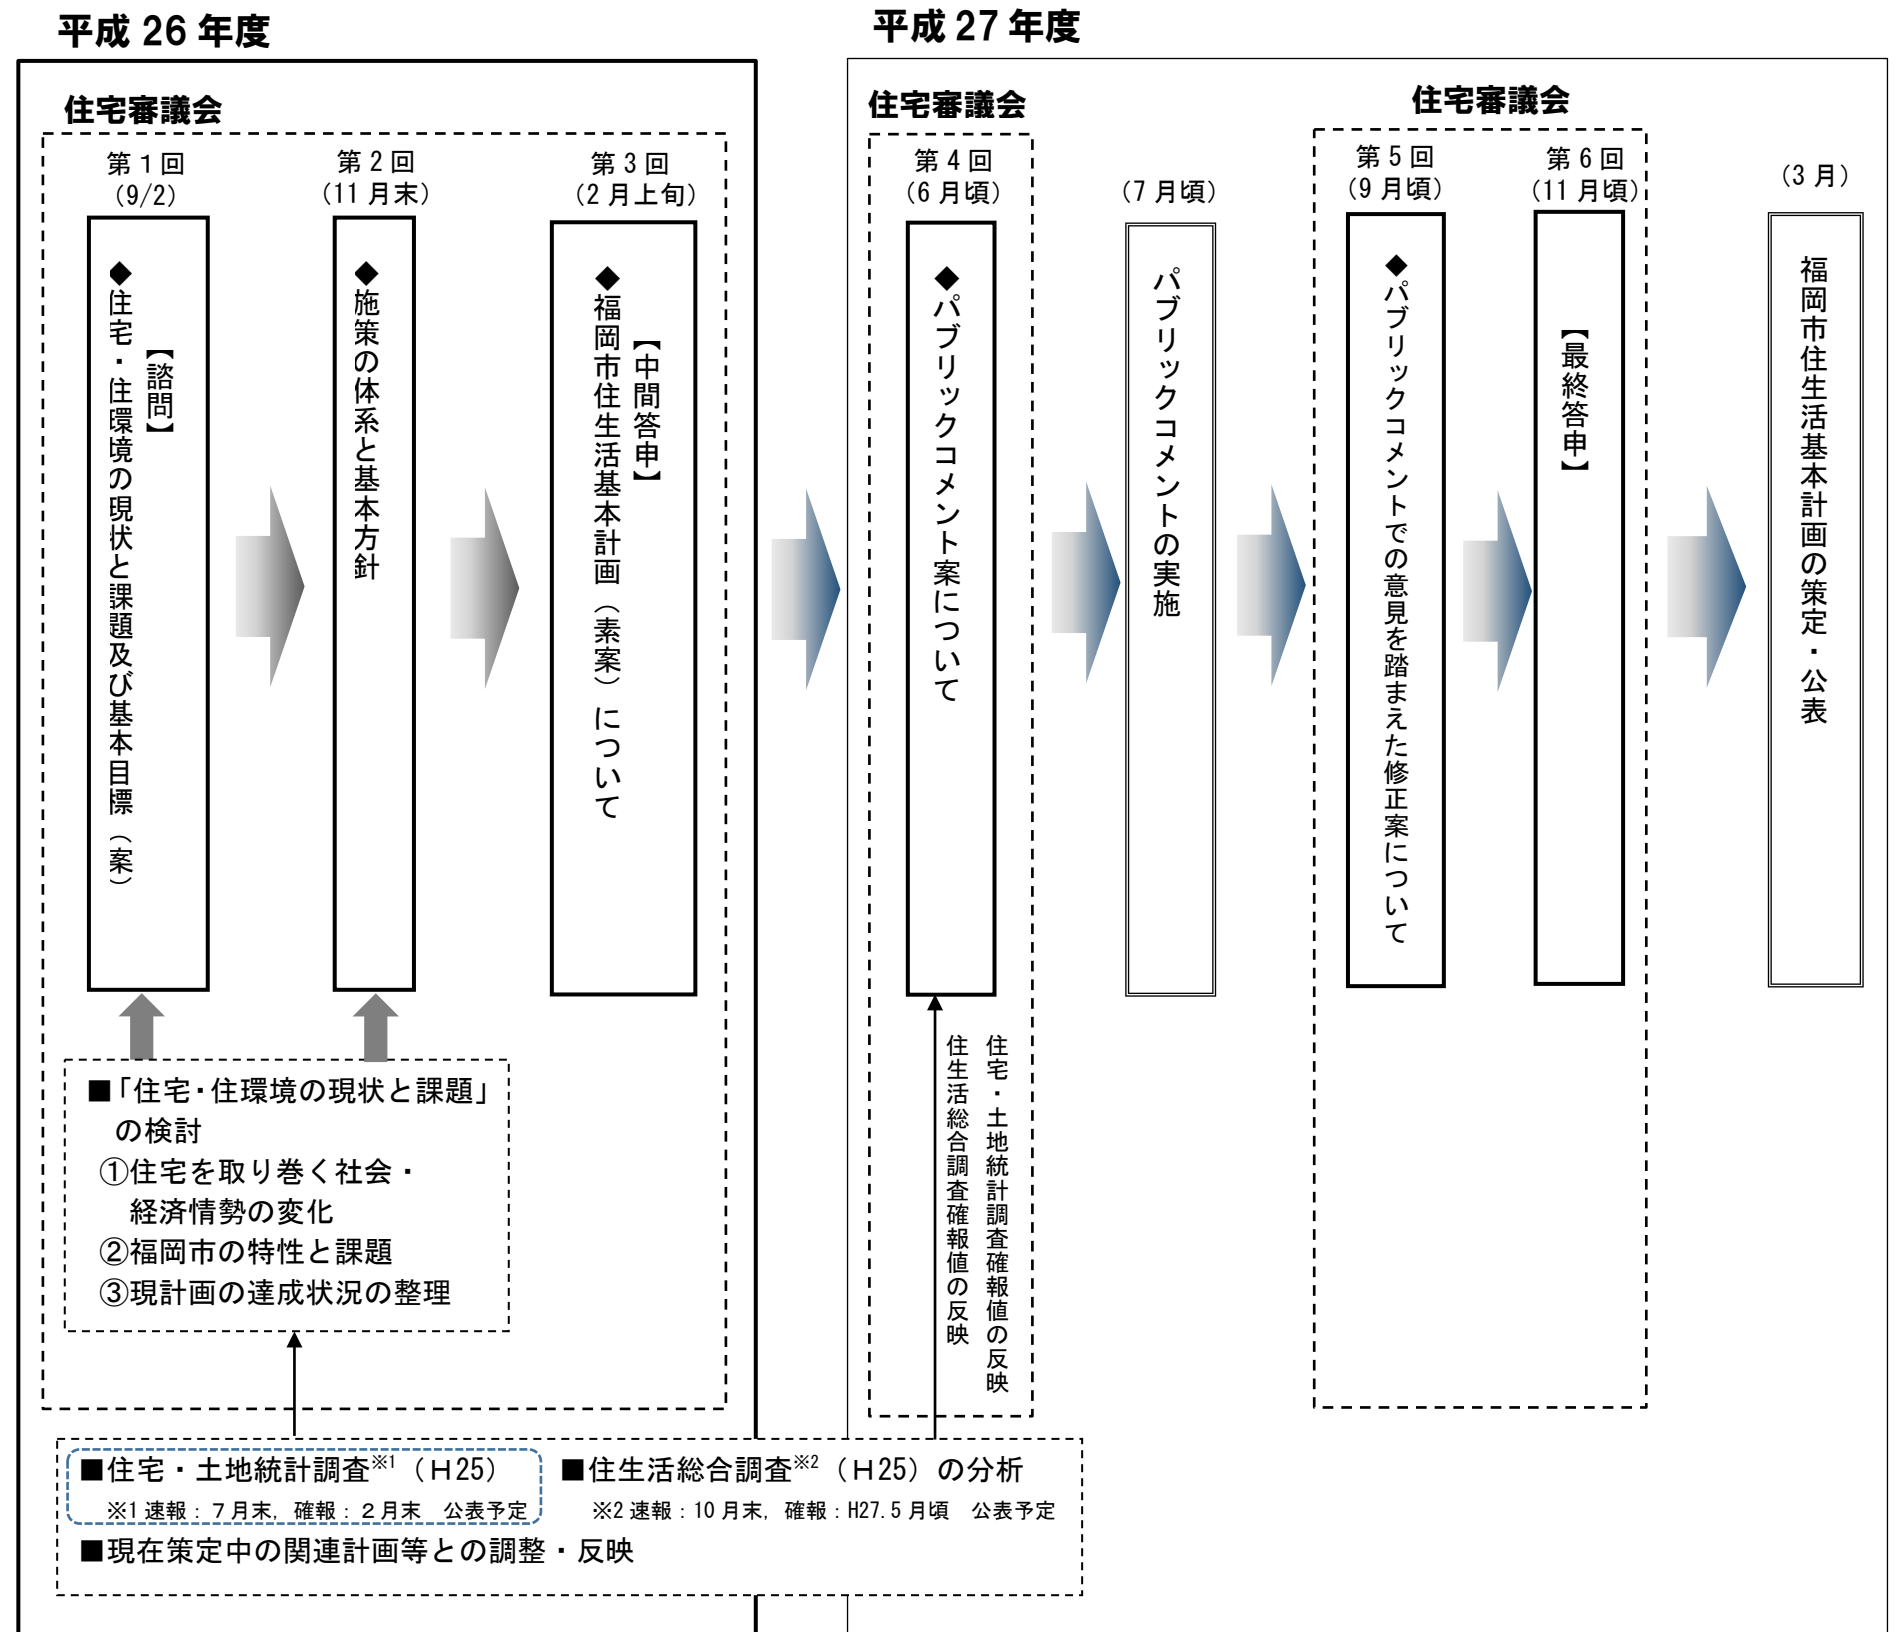 平成 26 年度
住宅審議会
第 1 回
(9/2)
◆住宅・住環境の現状と課題及び基本目標（案）
【諮問】
第 2 回
(11 月末)
◆施策の体系と基本方針
第 3 回
(2 月上旬)
【中間答申】
◆福岡市住生活基本計画（素案）について
■「住宅・住環境の現状と課題」
の検討
①住宅を取り巻く社会・
経済情勢の変化
②福岡市の特性と課題
③現計画の達成状況の整理
平成 27 年度
住宅審議会
第 4 回
(6 月頃)
◆パブリックコメント案について
住宅・土地統計調査確報値の反映
住生活総合調査確報値の反映
(7 月頃)
パブリックコメントの実施
住宅審議会
第 5 回
(9 月頃)
◆パブリックコメントでの意見を踏まえた修正案について
第 6 回
(11 月頃)
【最終答申】
(3 月)
福岡市住生活基本計画の策定・公表
■住宅・土地統計調査※1（Ｈ25）
※1 速報：７月末，確報：２月末　公表予定
■住生活総合調査※2（Ｈ25）の分析
※2 速報：10 月末，確報：H27.5 月頃　公表予定
■現在策定中の関連計画等との調整・反映